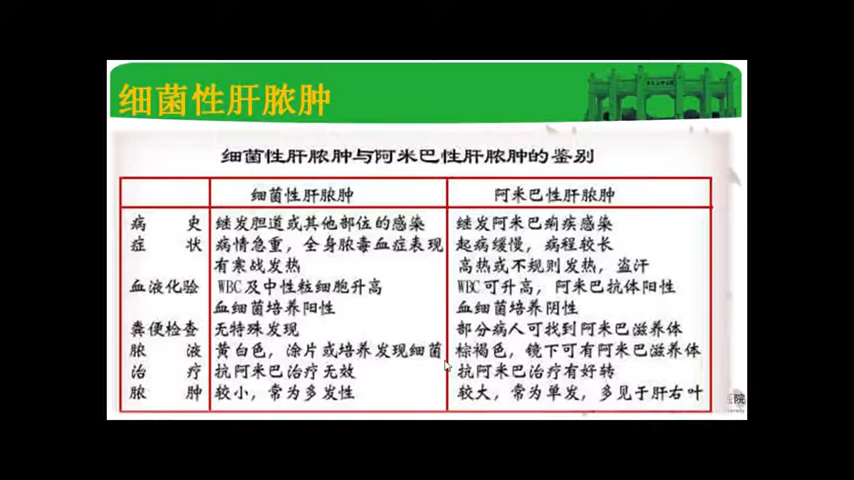 细菌性肝脓肿
细菌性肝脓肿与阿米巴性肝脓肿的鉴别
细菌性肝脓肿 阿米巴性肝脓肿
病 史 继发胆道或其他部位的感染 继发阿米巴痢疾感染
症 状 病情急重，全身脓毒血症表现 起病缓慢，病程较长
有寒战发热 高热或不规则发热，盗汗
血液化验 WBC及中性粒细胞升高 WBC可升高，阿米巴抗体阳性
血细菌培养阳性 血细菌培养阴性
粪便检查 无特殊发现 部分病人可找到阿米巴滋养体
脓 液 黄白色，涂片或培养发现细菌 棕褐色，镜下可有阿米巴滋养体
治 疗 抗阿米巴治疗无效 抗阿米巴治疗有好转
脓 肿 较小，常为多发性 较大，常为单发，多见于肝右叶
医院